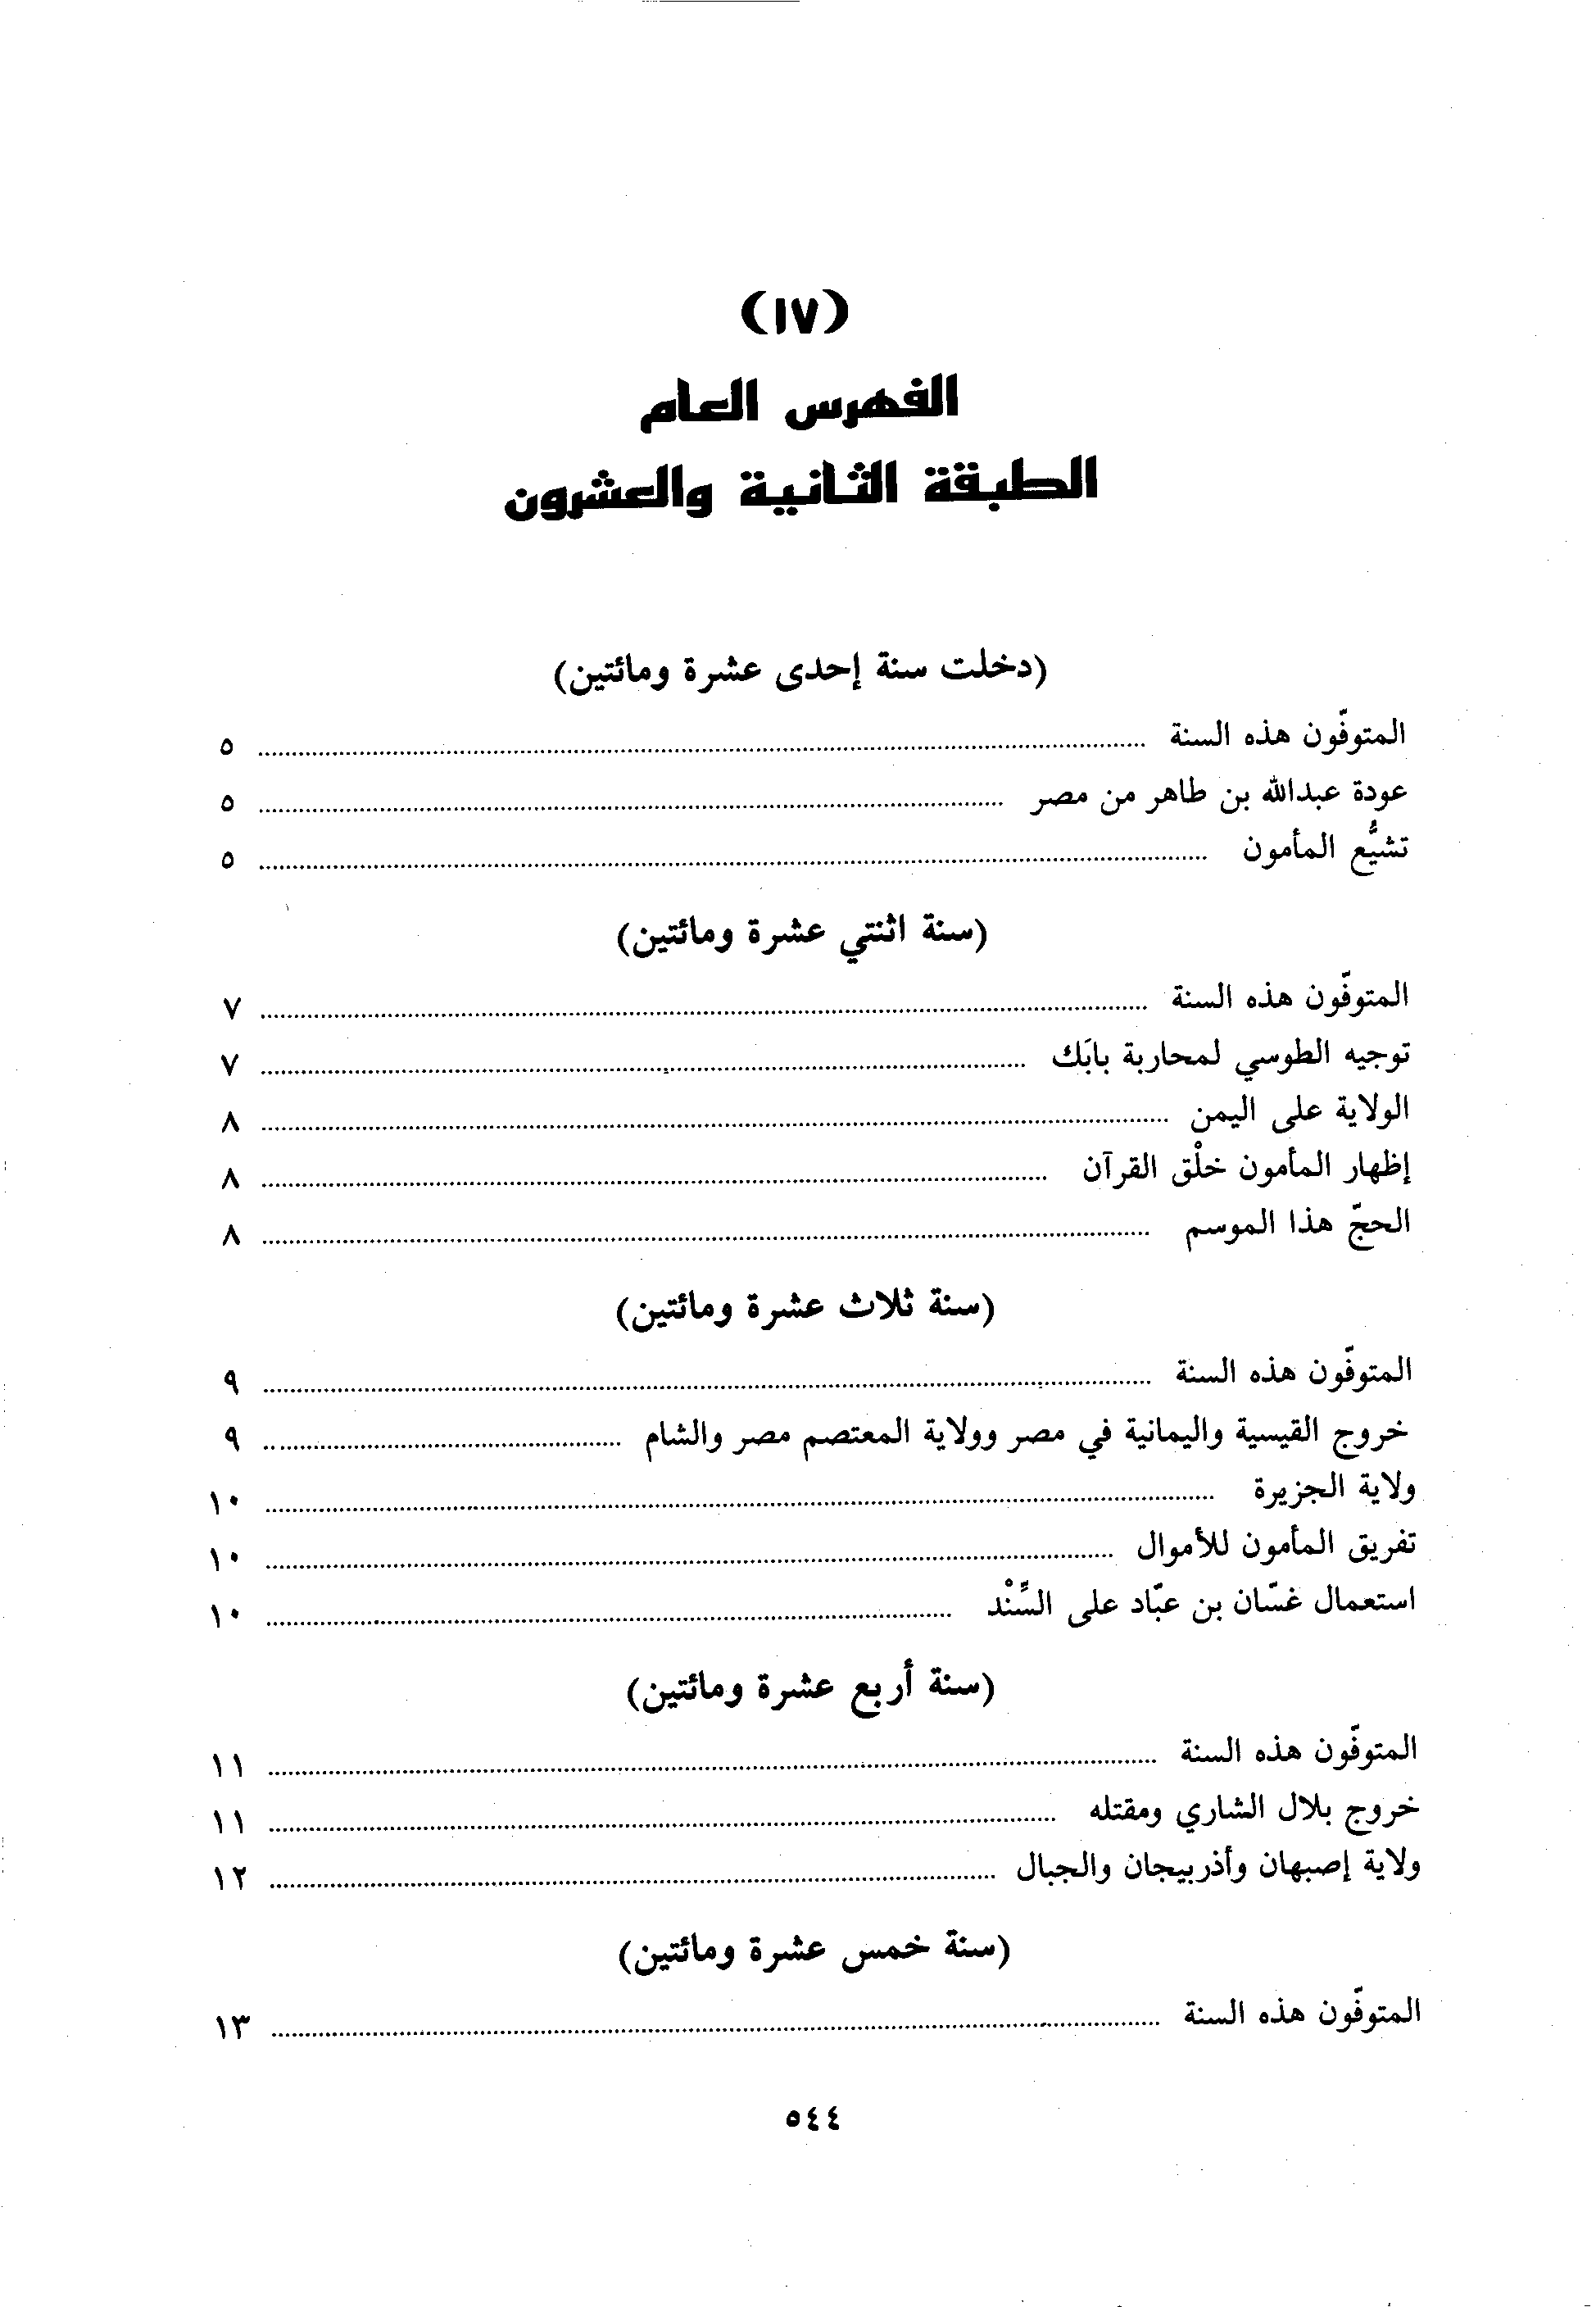 (١٧)
الفهرس العام
الطبقة الثانية والعشرون
(دخلت سنة إحدى عشرة ومائتين)
المتوفّون هذه السنة ........ ٥
عودة عبدالله بن طاهر من مصر ........ ٥
تشيُّع المأمون ........ ٥
(سنة اثنتي عشرة ومائتين)
المتوفّون هذه السنة ........ ٧
توجيه الطوسي لمحاربة بابَك ........ ٧
الولاية على اليمن ........ ٨
إظهار المأمون خلْق القرآن ........ ٨
الحجّ هذا الموسم ........ ٨
(سنة ثلاث عشرة ومائتين)
المتوفّون هذه السنة ........ ٩
خروج القيسية واليمانية في مصر وولاية المعتصم مصر والشام ........ ٩
ولاية الجزيرة ........ ١٠
تفريق المأمون للأموال ........ ١٠
استعمال غسّان بن عبّاد على السِّنْد ........ ١٠
(سنة أربع عشرة ومائتين)
المتوفّون هذه السنة ........ ١١
خروج بلال الشاري ومقتله ........ ١١
ولاية إصبهان وأذربيجان والجبال ........ ١٢
(سنة خمس عشرة ومائتين)
المتوفّون هذه السنة ........ ١٣
٥٤٤